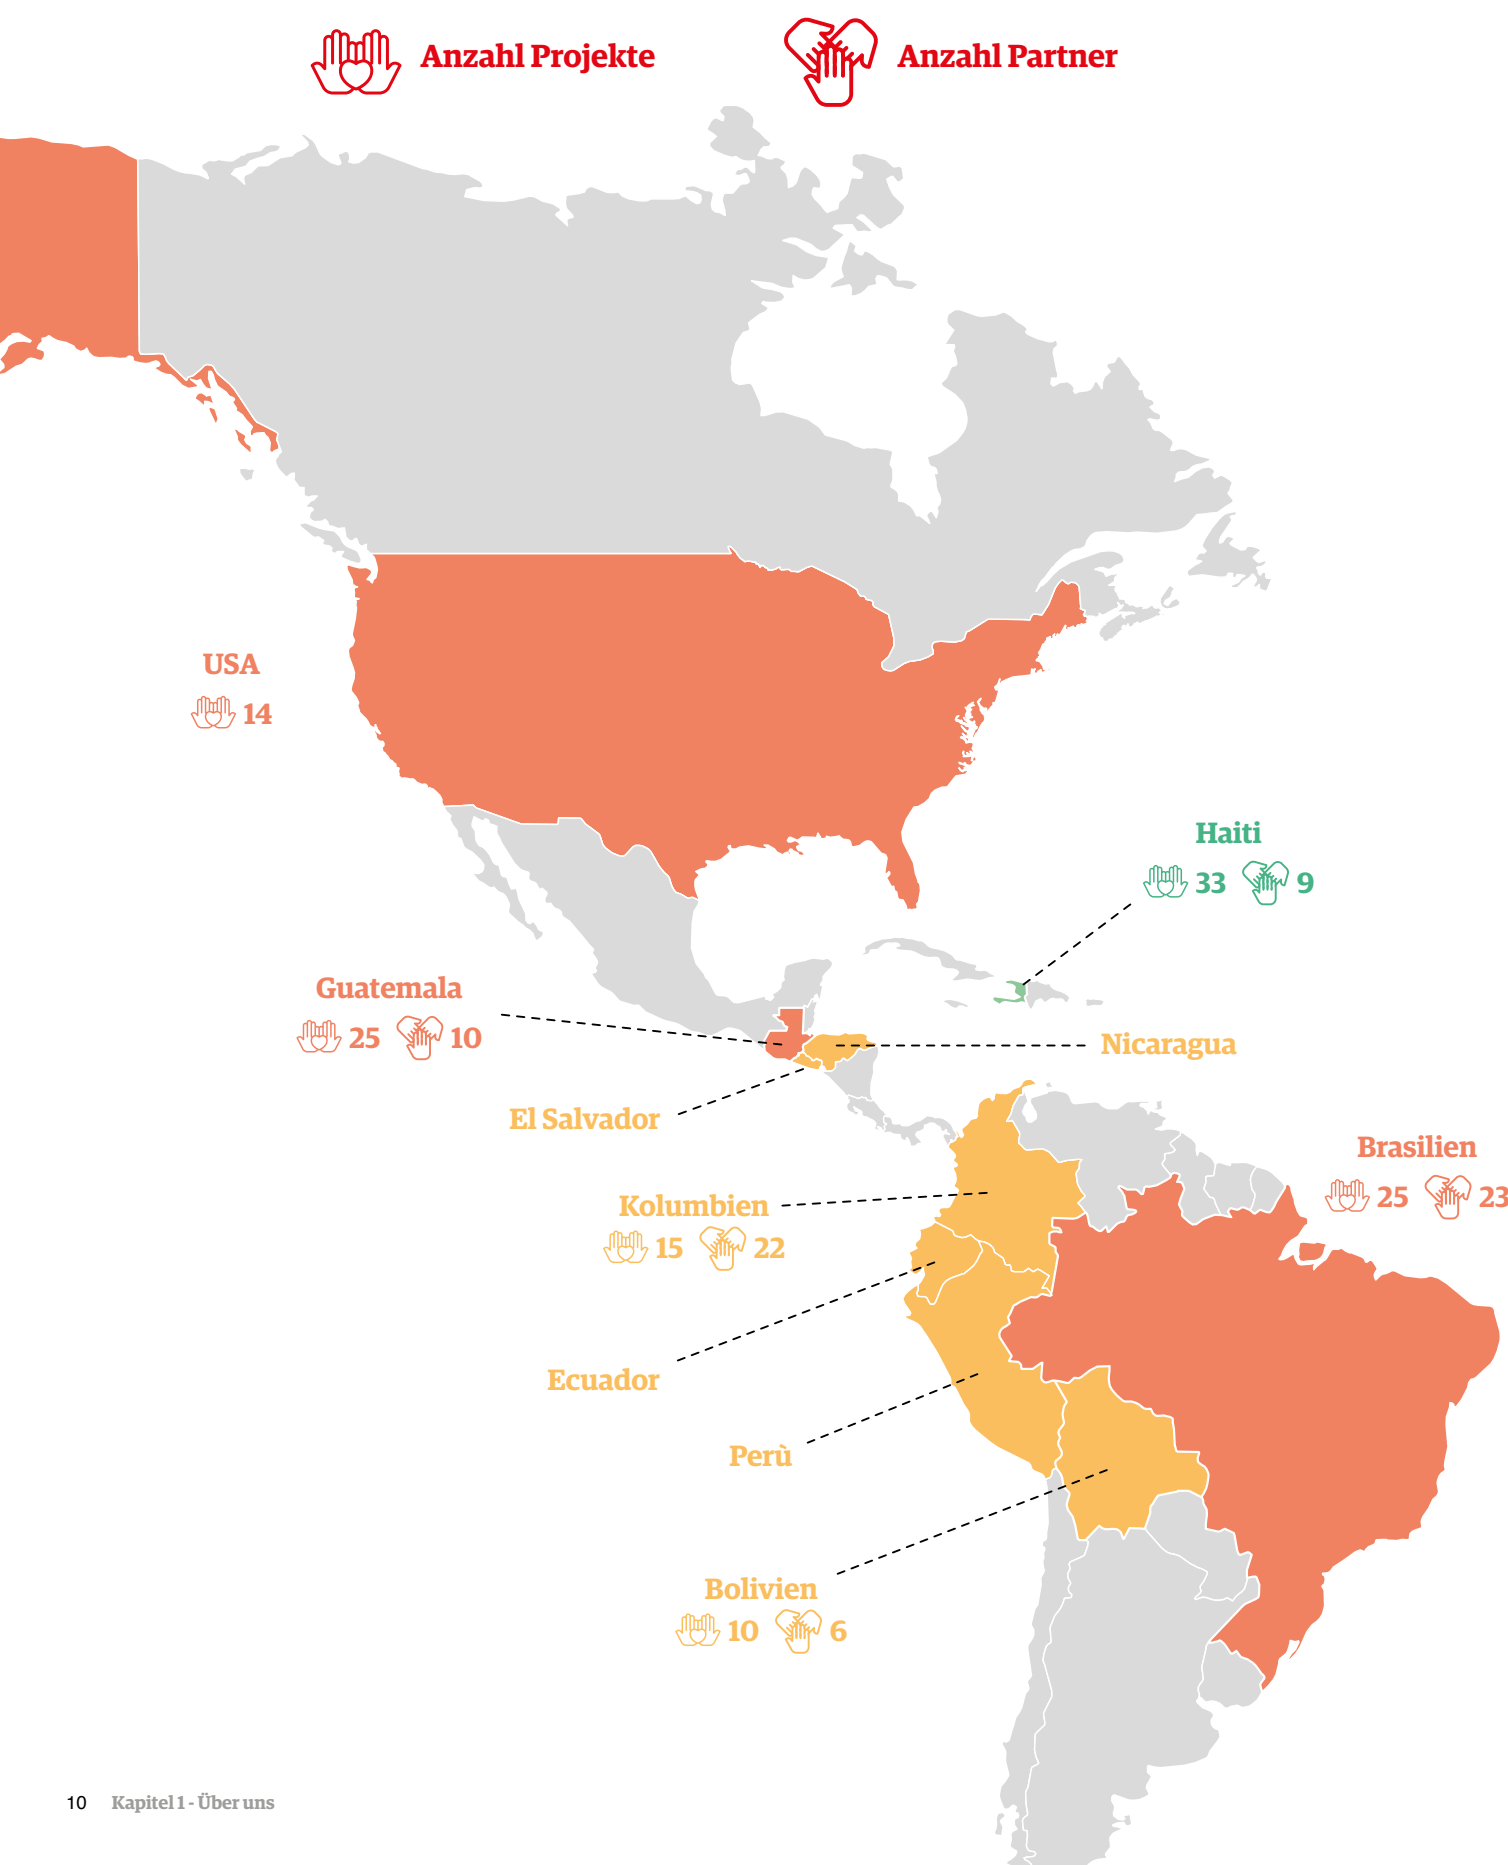 Anzahl Projekte
Anzahl Partner
USA
14
Haiti
33 9
Guatemala
25 10
Nicaragua
El Salvador
Brasilien
25 23
Kolumbien
15 22
Ecuador
Perù
Bolivien
10 6
10 Kapitel 1 - Über uns